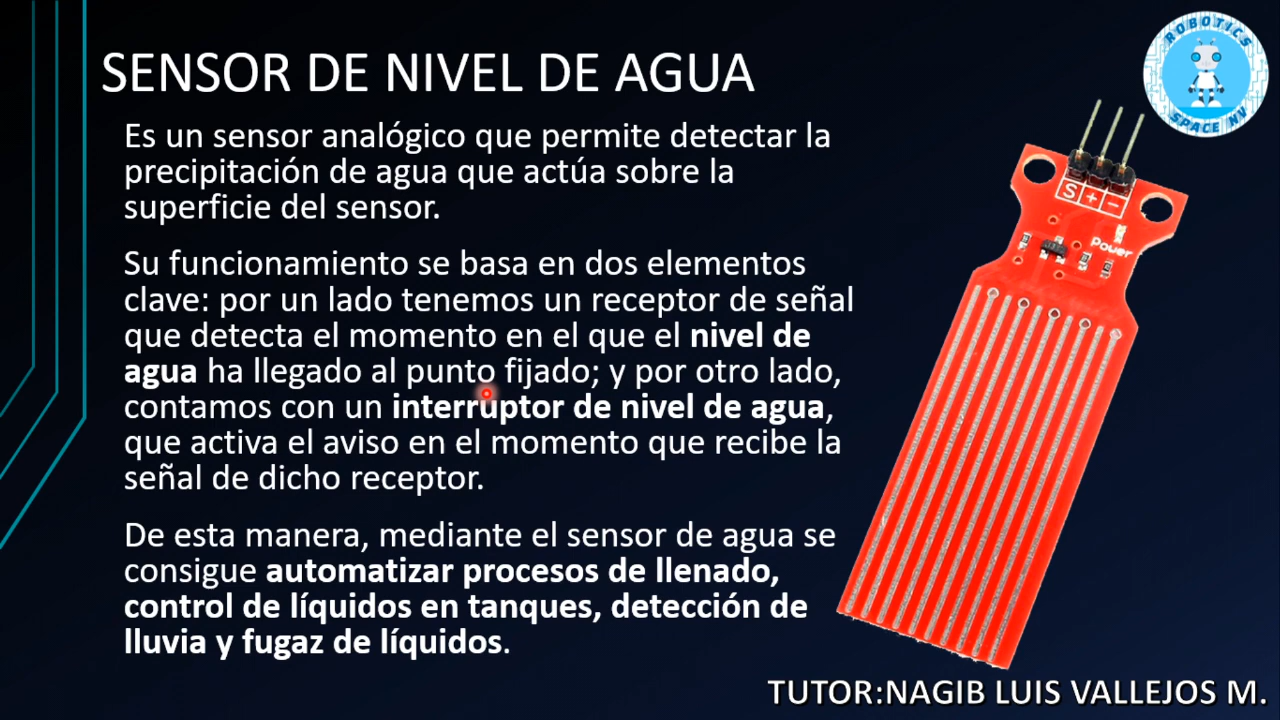 SENSOR DE NIVEL DE AGUA
ROBOTICS
SPACE NV
Es un sensor analógico que permite detectar la
precipitación de agua que actúa sobre la
superficie del sensor.
S + -
Power
Su funcionamiento se basa en dos elementos
clave: por un lado tenemos un receptor de señal
que detecta el momento en el que el nivel de
agua ha llegado al punto fijado; y por otro lado,
contamos con un interruptor de nivel de agua,
que activa el aviso en el momento que recibe la
señal de dicho receptor.
De esta manera, mediante el sensor de agua se
consigue automatizar procesos de llenado,
control de líquidos en tanques, detección de
lluvia y fugaz de líquidos.
TUTOR:NAGIB LUIS VALLEJOS M.